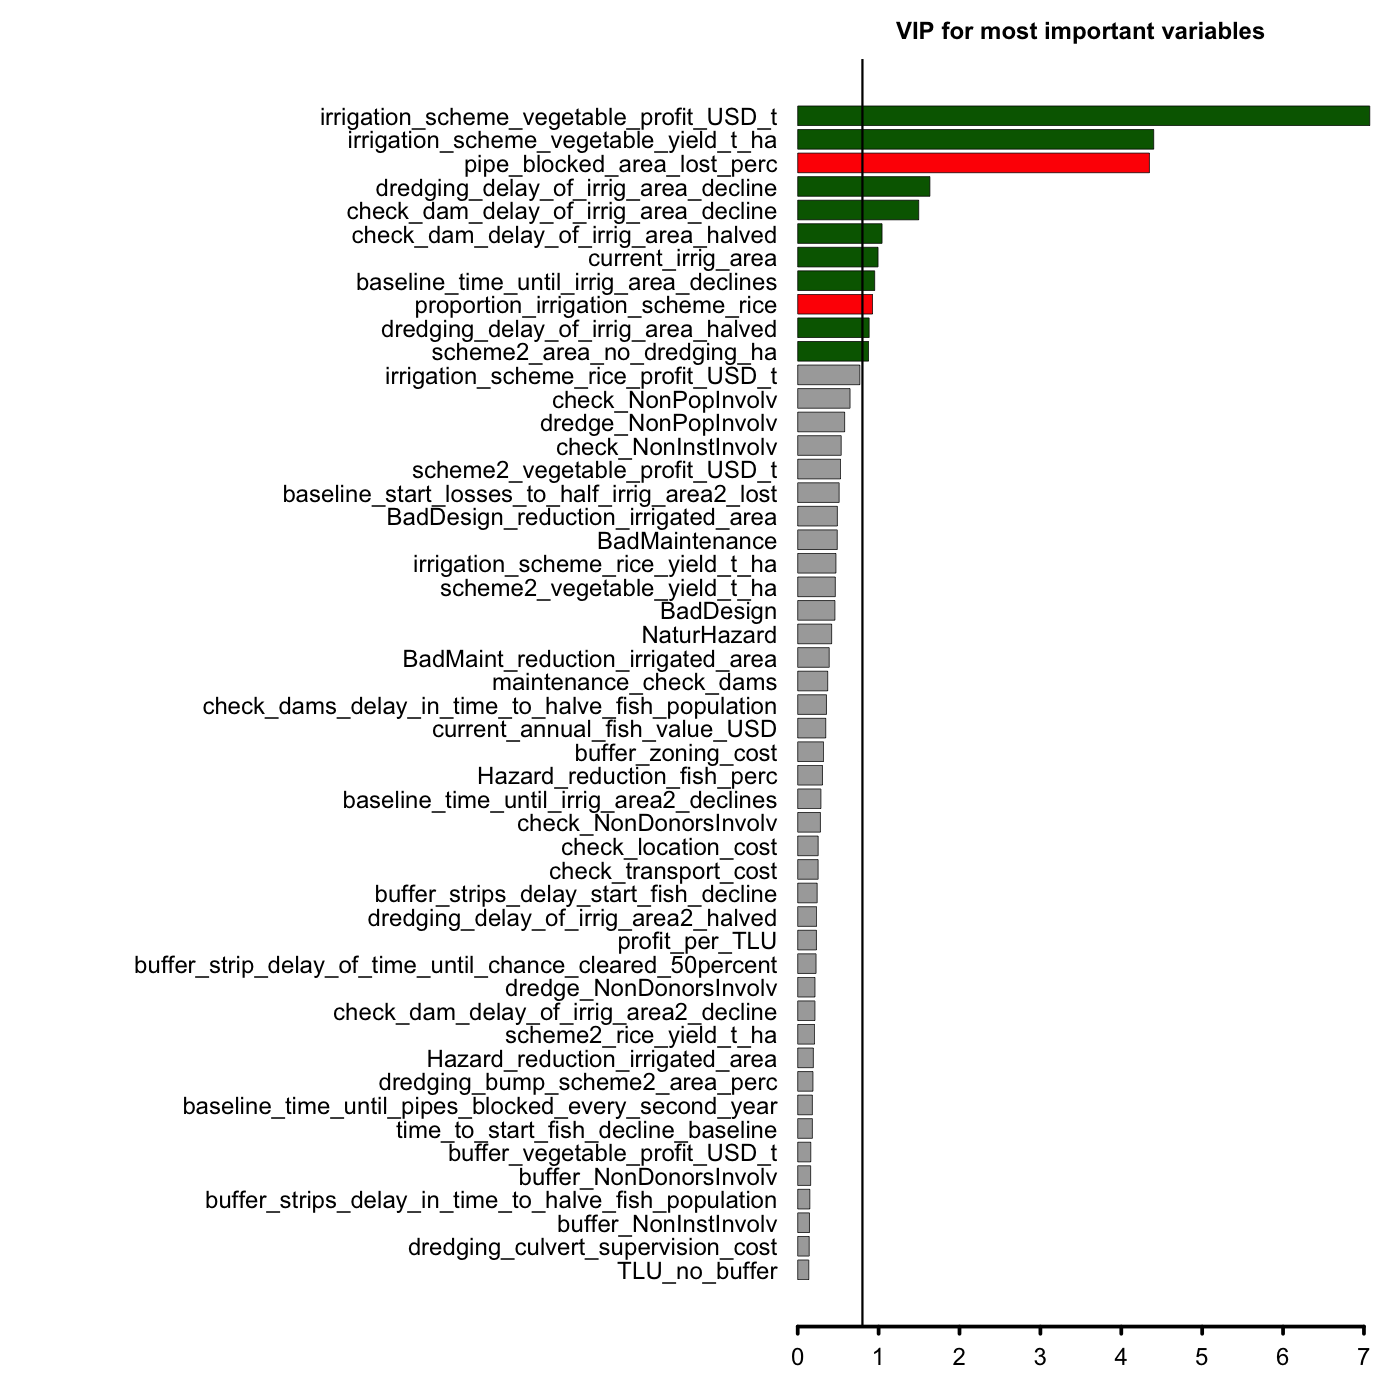 VIP for most important variables
irrigation_scheme_vegetable_profit_USD_t
irrigation_scheme_vegetable_yield_t_ha
pipe_blocked_area_lost_perc
dredging_delay_of_irrig_area_decline
check_dam_delay_of_irrig_area_decline
check_dam_delay_of_irrig_area_halved
current_irrig_area
baseline_time_until_irrig_area_declines
proportion_irrigation_scheme_rice
dredging_delay_of_irrig_area_halved
scheme2_area_no_dredging_ha
irrigation_scheme_rice_profit_USD_t
check_NonPopInvolv
dredge_NonPopInvolv
check_NonInstInvolv
scheme2_vegetable_profit_USD_t
baseline_start_losses_to_half_irrig_area2_lost
BadDesign_reduction_irrigated_area
BadMaintenance
irrigation_scheme_rice_yield_t_ha
scheme2_vegetable_yield_t_ha
BadDesign
NaturHazard
BadMaint_reduction_irrigated_area
maintenance_check_dams
check_dams_delay_in_time_to_halve_fish_population
current_annual_fish_value_USD
buffer_zoning_cost
Hazard_reduction_fish_perc
baseline_time_until_irrig_area2_declines
check_NonDonorsInvolv
check_location_cost
check_transport_cost
buffer_strips_delay_start_fish_decline
dredging_delay_of_irrig_area2_halved
profit_per_TLU
buffer_strip_delay_of_time_until_chance_cleared_50percent
dredge_NonDonorsInvolv
check_dam_delay_of_irrig_area2_decline
scheme2_rice_yield_t_ha
Hazard_reduction_irrigated_area
dredging_bump_scheme2_area_perc
baseline_time_until_pipes_blocked_every_second_year
time_to_start_fish_decline_baseline
buffer_vegetable_profit_USD_t
buffer_NonDonorsInvolv
buffer_strips_delay_in_time_to_halve_fish_population
buffer_NonInstInvolv
dredging_culvert_supervision_cost
TLU_no_buffer
0 1 2 3 4 5 6 7